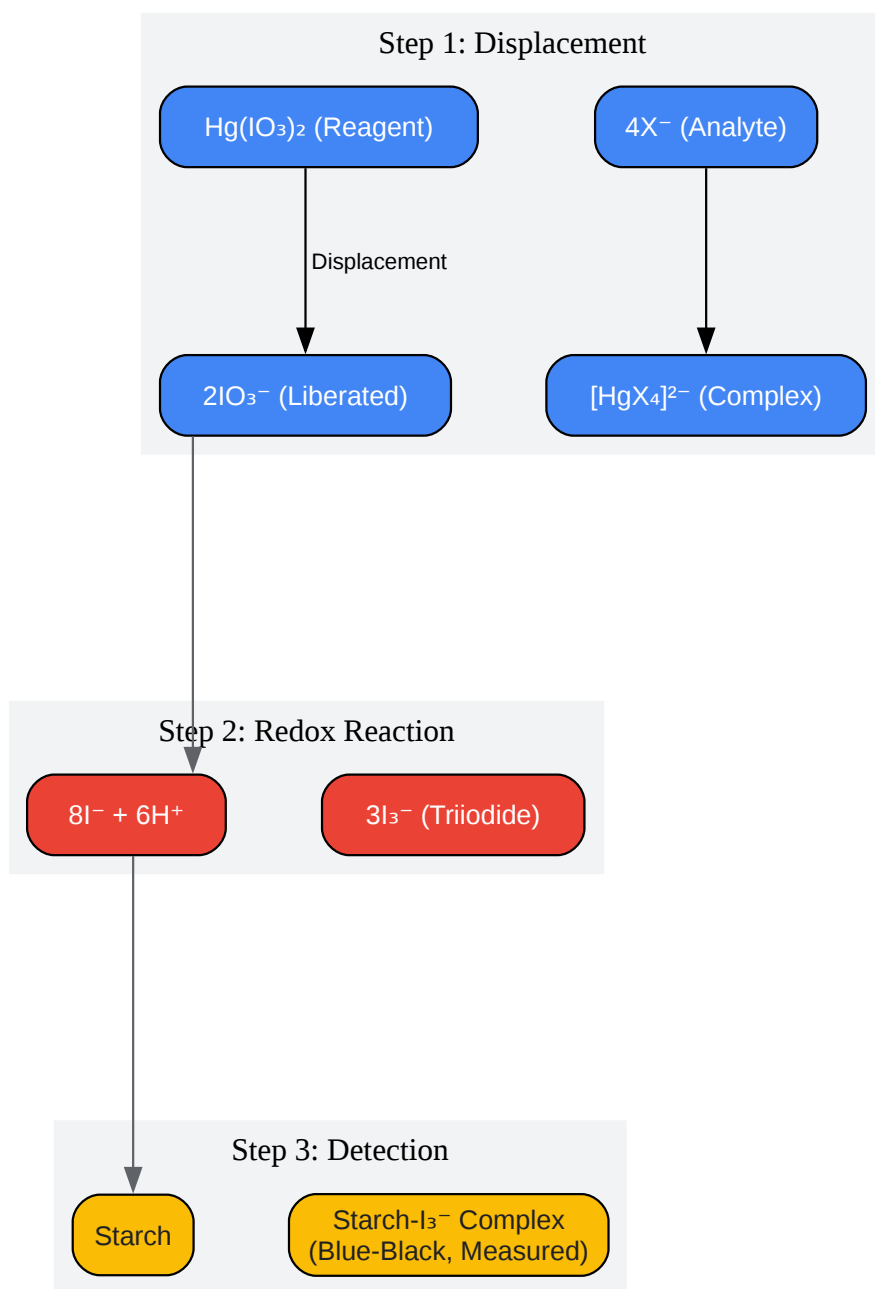 Step 1: Displacement
Hg(IO₃)₂ (Reagent)
4X⁻ (Analyte)
Displacement
2IO₃⁻ (Liberated)
[HgX₄]²⁻ (Complex)
Step 2: Redox Reaction
8I⁻ + 6H⁺
3I₃⁻ (Triiodide)
Step 3: Detection
Starch
Starch-I₃⁻ Complex
(Blue-Black, Measured)